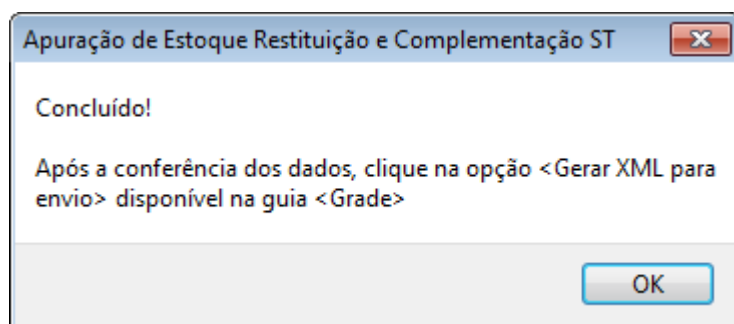 Apuração de Estoque Restituição e Complementação ST
Concluído!
Após a conferência dos dados, clique na opção <Gerar XML para
envio> disponível na guia <Grade>
OK